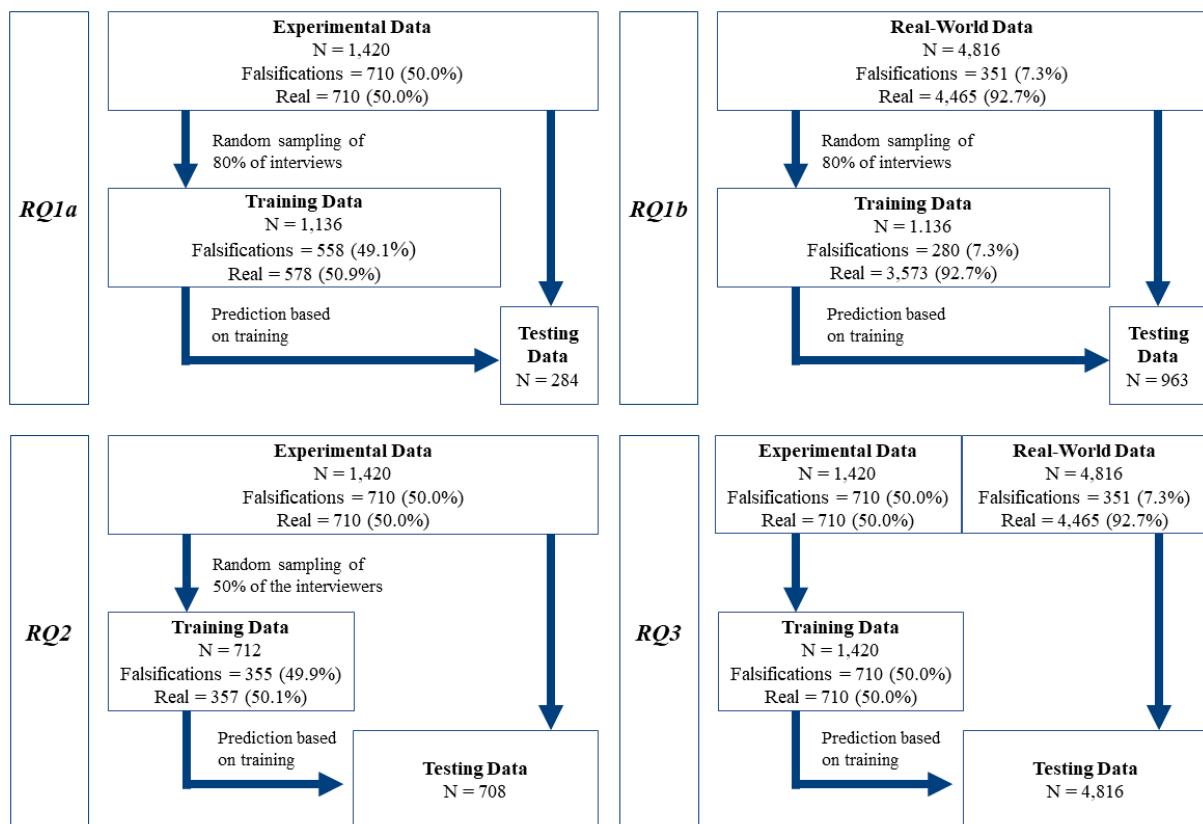 RQ1a
Experimental Data
N = 1,420
Falsifications = 710 (50.0%)
Real = 710 (50.0%)
Random sampling of
80% of interviews
Training Data
N = 1,136
Falsifications = 558 (49.1%)
Real = 578 (50.9%)
Prediction based
on training
Testing
Data
N = 284
RQ1b
Real-World Data
N = 4,816
Falsifications = 351 (7.3%)
Real = 4,465 (92.7%)
Random sampling of
80% of interviews
Training Data
N = 1.136
Falsifications = 280 (7.3%)
Real = 3,573 (92.7%)
Prediction based
on training
Testing
Data
N = 963
RQ2
Experimental Data
N = 1,420
Falsifications = 710 (50.0%)
Real = 710 (50.0%)
Random sampling of
50% of the interviewers
Training Data
N = 712
Falsifications = 355 (49.9%)
Real = 357 (50.1%)
Prediction based
on training
Testing Data
N = 708
RQ3
Experimental Data
N = 1,420
Falsifications = 710 (50.0%)
Real = 710 (50.0%)
Real-World Data
N = 4,816
Falsifications = 351 (7.3%)
Real = 4,465 (92.7%)
Training Data
N = 1,420
Falsifications = 710 (50.0%)
Real = 710 (50.0%)
Prediction based
on training
Testing Data
N = 4,816